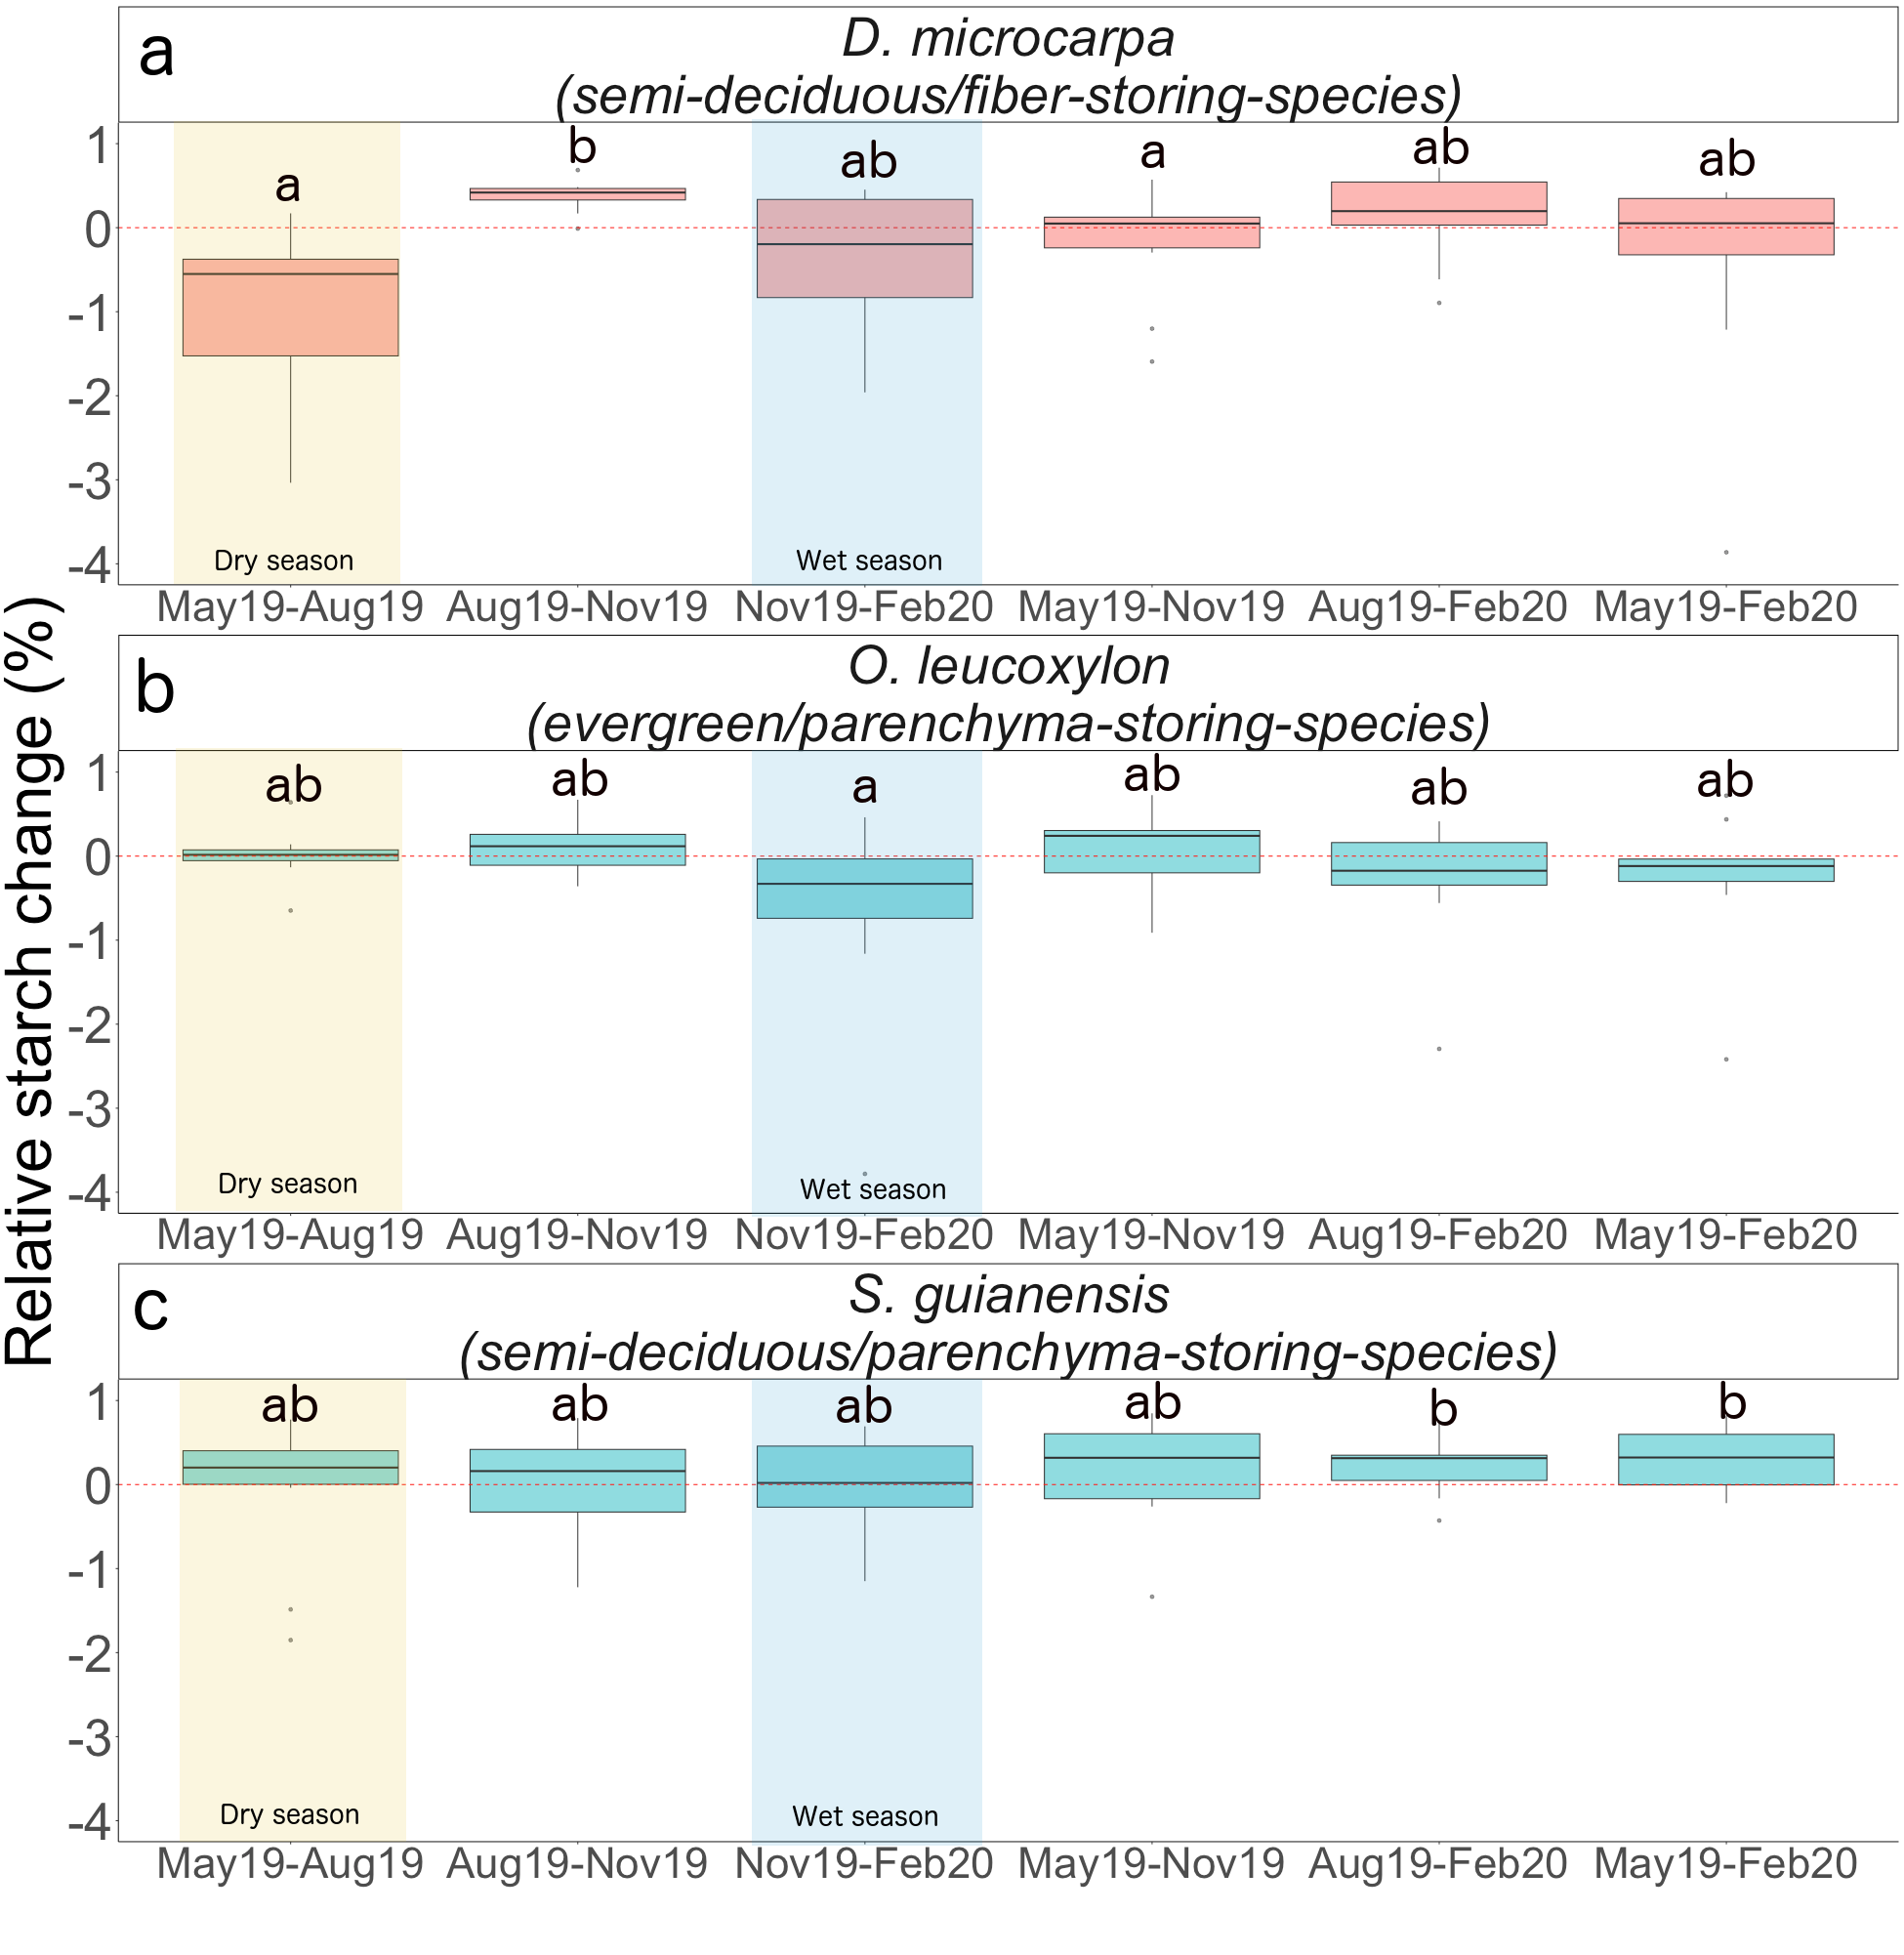 Relative starch change (%)
a
D. microcarpa
(semi-deciduous/fiber-storing-species)
1
0
-1
-2
-3
-4
a
b
ab
a
ab
ab
Dry season
Wet season
May19-Aug19 Aug19-Nov19 Nov19-Feb20 May19-Nov19 Aug19-Feb20 May19-Feb20
b
O. leucoxylon
(evergreen/parenchyma-storing-species)
1
0
-1
-2
-3
-4
ab
ab
a
ab
ab
ab
Dry season
Wet season
May19-Aug19 Aug19-Nov19 Nov19-Feb20 May19-Nov19 Aug19-Feb20 May19-Feb20
c
S. guianensis
(semi-deciduous/parenchyma-storing-species)
1
0
-1
-2
-3
-4
ab
ab
ab
ab
b
b
Dry season
Wet season
May19-Aug19 Aug19-Nov19 Nov19-Feb20 May19-Nov19 Aug19-Feb20 May19-Feb20